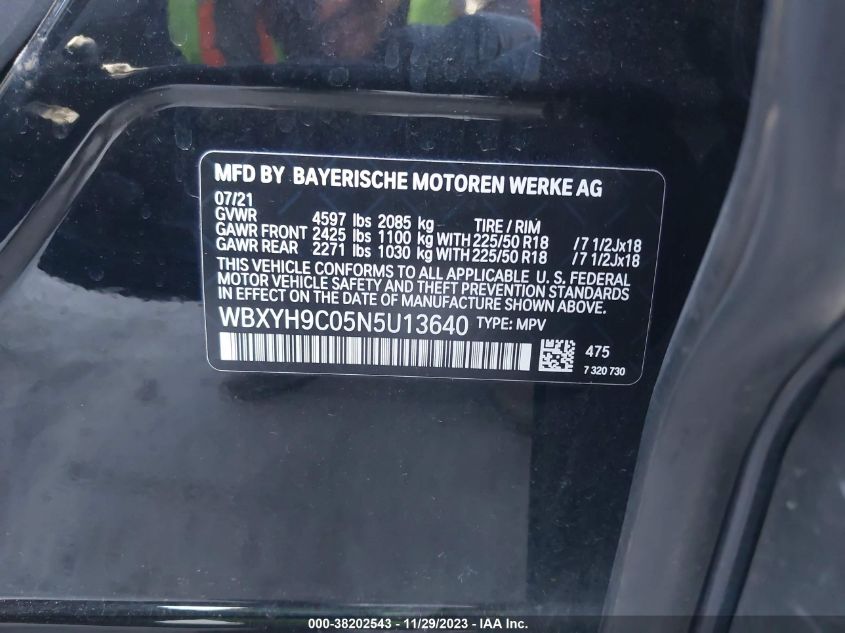 MFD BY BAYERISCHE MOTOREN WERKE AG
07/21
GVWR 4597 lbs 2085 kg TIRE / RIM
GAWR FRONT 2425 lbs 1100 kg WITH 225/50 R18 /7 1/2Jx18
GAWR REAR 2271 lbs 1030 kg WITH 225/50 R18 /7 1/2Jx18
THIS VEHICLE CONFORMS TO ALL APPLICABLE U. S. FEDERAL
MOTOR VEHICLE SAFETY AND THEFT PREVENTION STANDARDS
IN EFFECT ON THE DATE OF MANUFACTURE SHOWN ABOVE.
WBXYH9C05N5U13640 TYPE: MPV
475
7 320 730
000-38202543 - 11/29/2023 - IAA Inc.